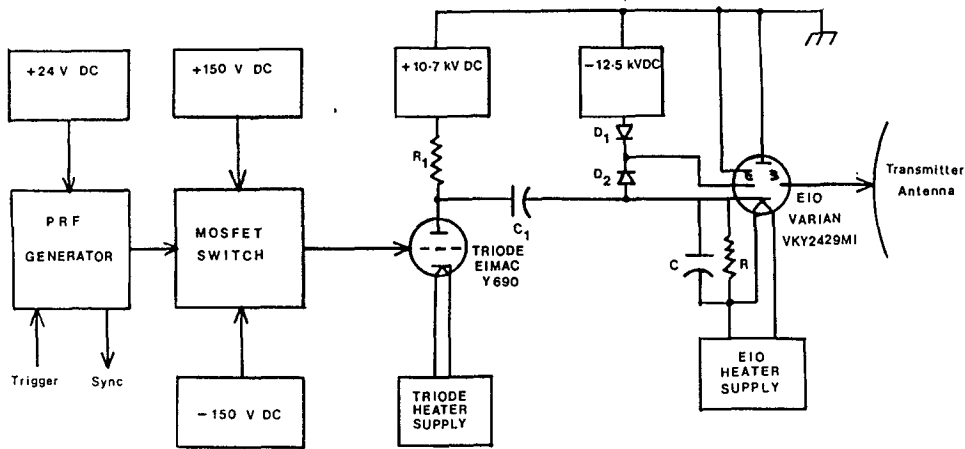 +24 V DC
+150 V DC
+10·7 kV DC
-12·5 kVDC
D1
R1
D2
C1
PRF
GENERATOR
MOSFET
SWITCH
TRIODE
EIMAC
Y690
EIO
VARIAN
VKY2429MI
Transmitter
Antenna
C
R
Trigger
Sync
-150 V DC
TRIODE
HEATER
SUPPLY
EIO
HEATER
SUPPLY